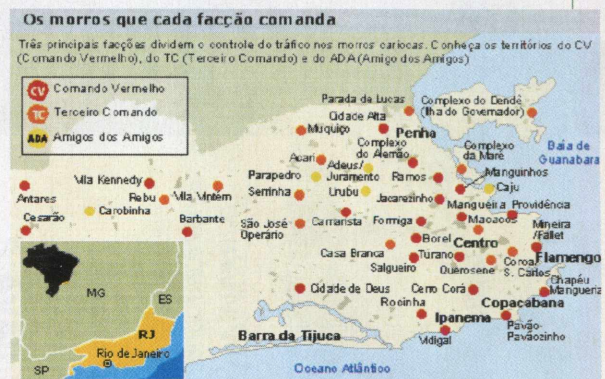 Os morros que cada facção comanda
Três principais facções dividem o controle do tráfico nos morros cariocas. Conheça os territórios do CV
(Comando Vermelho), do TC (Terceiro Comando) e do ADA (Amigo dos Amigos)
CV Comando Vermelho
TC Terceiro Comando
ADA Amigos dos Amigos
Parada de Lucas
Complexo do Dendê
(Ilha do Governador)
Cidade Alta
Muquiço
Penha
Baia de
Guanabara
Complexo
do Alemão
Complexo
da Maré
Acari
Adeus/
Juramento
Parapedro
Ramos
Manguinhos
Caju
Vila Kennedy
Rebu
Vila Vintém
Serrinha
Urubu
Jacarezinho
Antares
Carobinha
Mangueira
Providência
Macacos
Cesarão
Barbante
São José
Operário
Camarista
Formiga
Mineira
/Fallet
Borel
Centro
Casa Branca
Turano
Flamengo
Salgueiro
Querosene
Coroa
S. Carlos
Chapéu
Mangueira
Cidade de Deus
Cerro Corá
Rocinha
Copacabana
Ipanema
Pavão-
Pavãozinho
Barra da Tijuca
Vidigal
Oceano Atlântico
MG
ES
RJ
Rio de Janeiro
SP